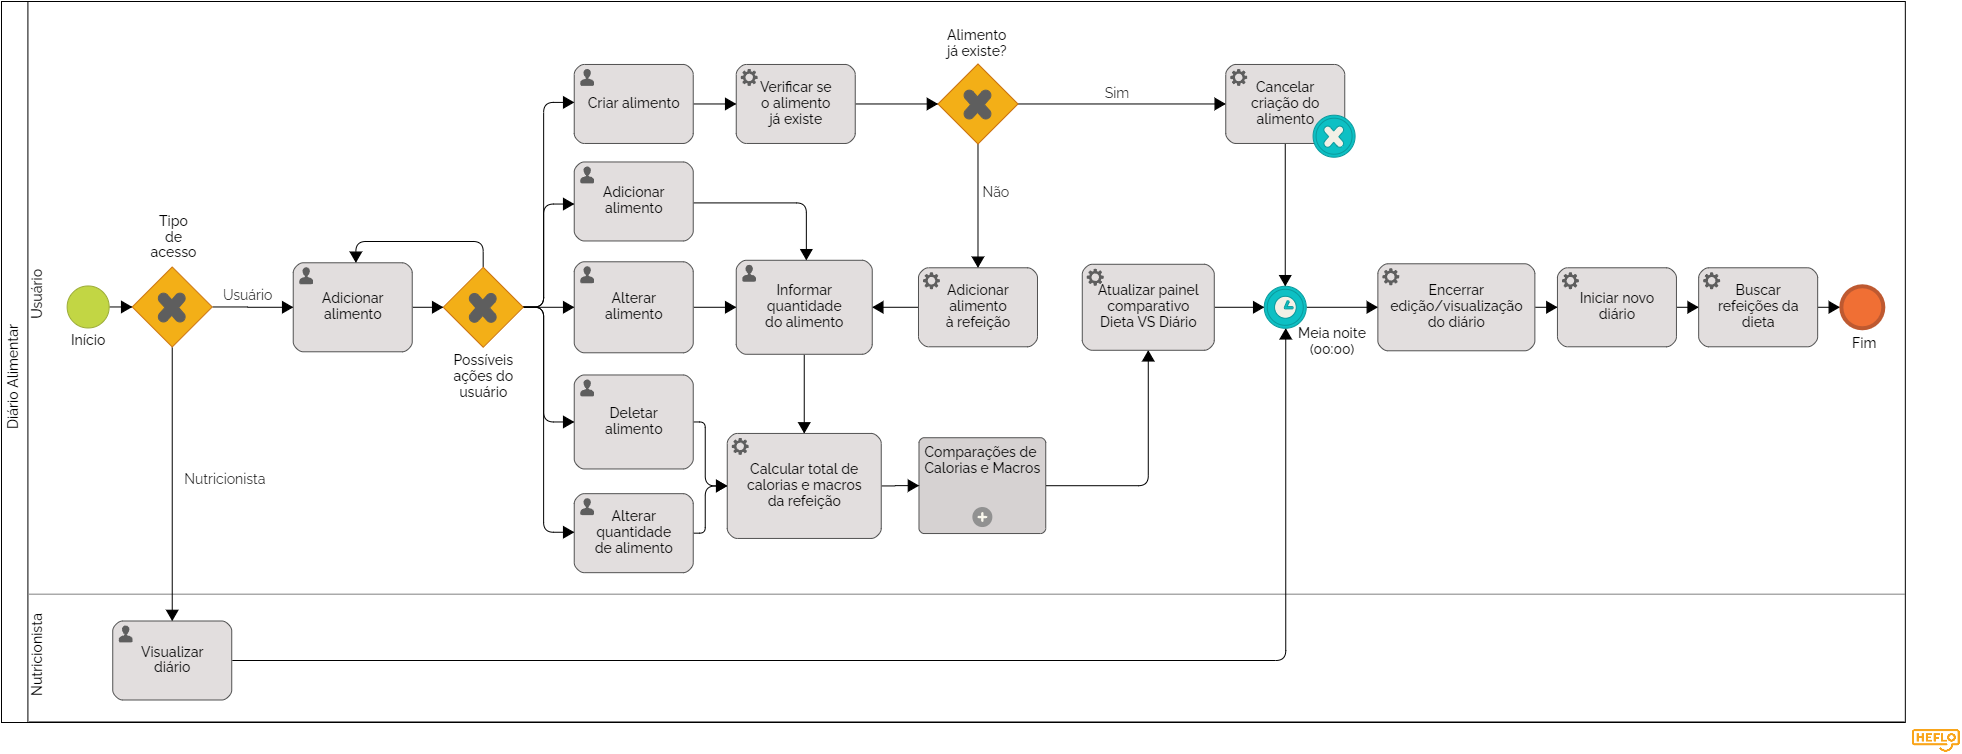 Diário Alimentar
Usuário
Nutricionista
Início
Tipo
de
acesso
Usuário
Nutricionista
Adicionar
alimento
Possíveis
ações do
usuário
Criar alimento
Verificar se
o alimento
já existe
Alimento
já existe?
Sim
Não
Cancelar
criação do
alimento
Adicionar
alimento
Alterar
alimento
Informar
quantidade
do alimento
Adicionar
alimento
à refeição
Deletar
alimento
Alterar
quantidade
de alimento
Calcular total de
calorias e macros
da refeição
Comparações de
Calorias e Macros
Atualizar painel
comparativo
Dieta VS Diário
Meia noite
(00:00)
Encerrar
edição/visualização
do diário
Iniciar novo
diário
Buscar
refeições da
dieta
Fim
Visualizar
diário
HEFLO